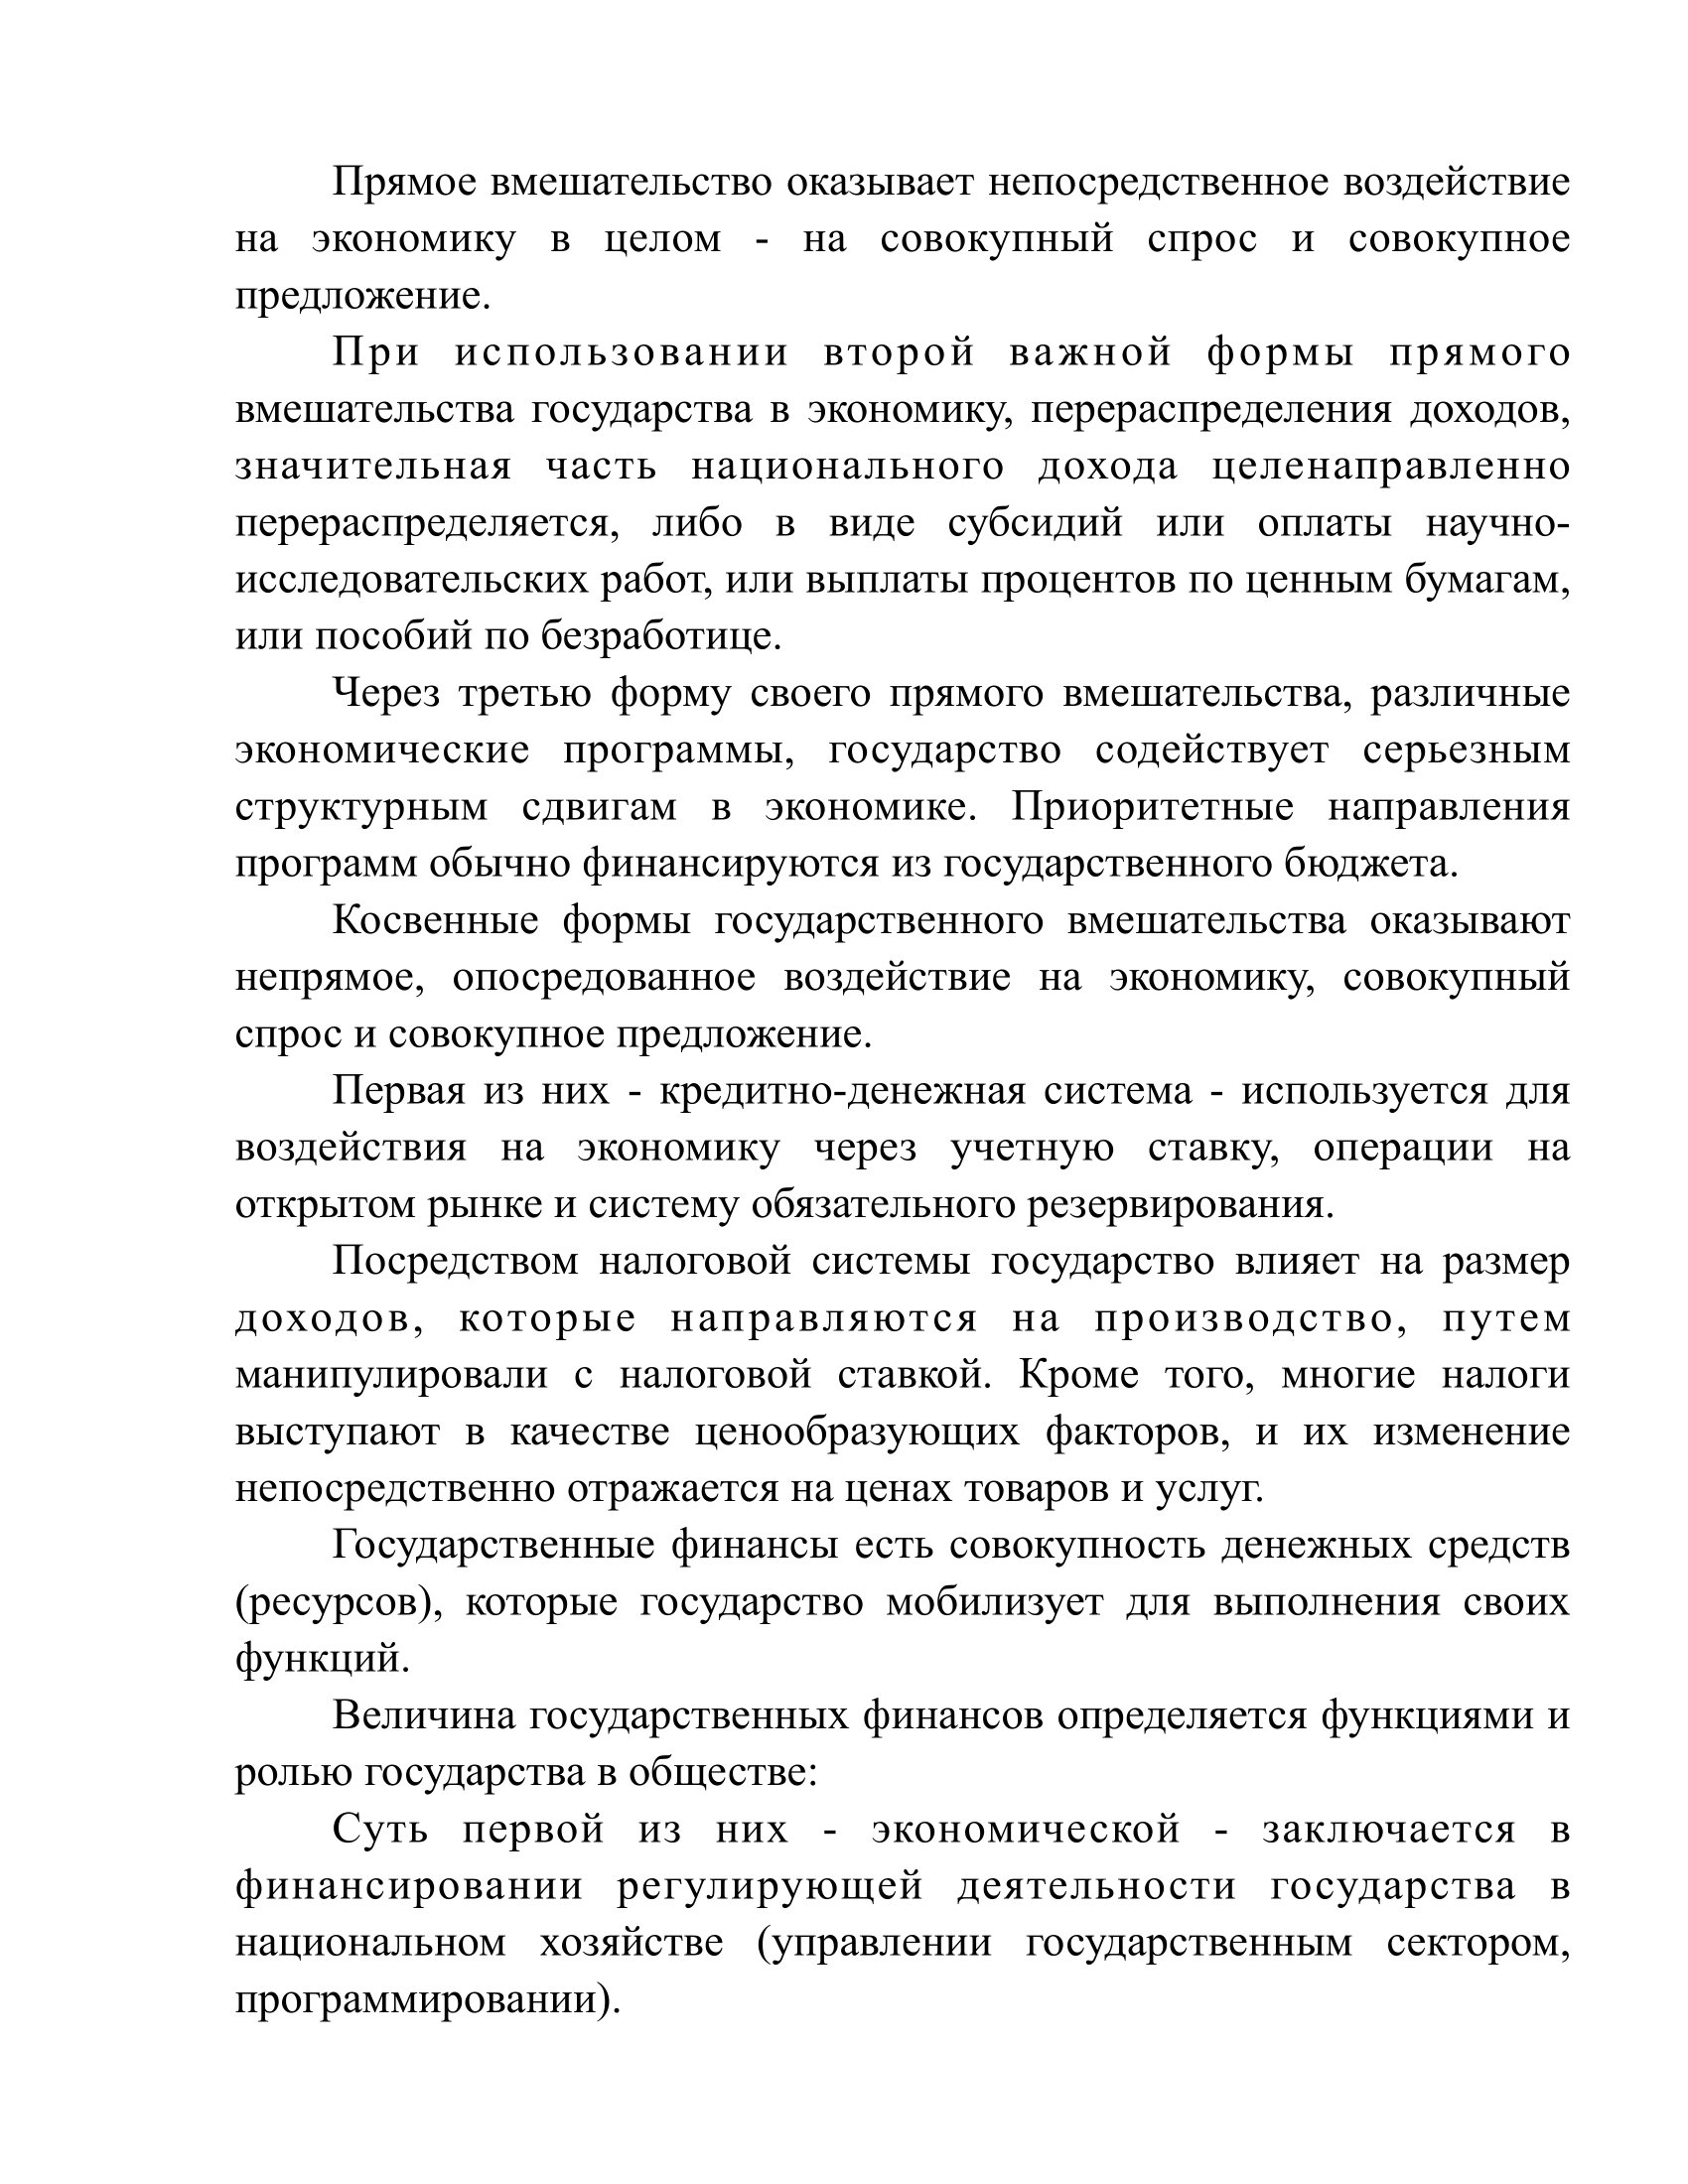 Прямое вмешательство оказывает непосредственное воздействие
на экономику в целом - на совокупный спрос и совокупное
предложение.
При использовании второй важной формы прямого
вмешательства государства в экономику, перераспределения доходов,
значительная часть национального дохода целенаправленно
перераспределяется, либо в виде субсидий или оплаты научно-
исследовательских работ, или выплаты процентов по ценным бумагам,
или пособий по безработице.
Через третью форму своего прямого вмешательства, различные
экономические программы, государство содействует серьезным
структурным сдвигам в экономике. Приоритетные направления
программ обычно финансируются из государственного бюджета.
Косвенные формы государственного вмешательства оказывают
непрямое, опосредованное воздействие на экономику, совокупный
спрос и совокупное предложение.
Первая из них - кредитно-денежная система - используется для
воздействия на экономику через учетную ставку, операции на
открытом рынке и систему обязательного резервирования.
Посредством налоговой системы государство влияет на размер
доходов, которые направляются на производство, путем
манипулировали с налоговой ставкой. Кроме того, многие налоги
выступают в качестве ценообразующих факторов, и их изменение
непосредственно отражается на ценах товаров и услуг.
Государственные финансы есть совокупность денежных средств
(ресурсов), которые государство мобилизует для выполнения своих
функций.
Величина государственных финансов определяется функциями и
ролью государства в обществе:
Суть первой из них - экономической - заключается в
финансировании регулирующей деятельности государства в
национальном хозяйстве (управлении государственным сектором,
программировании).